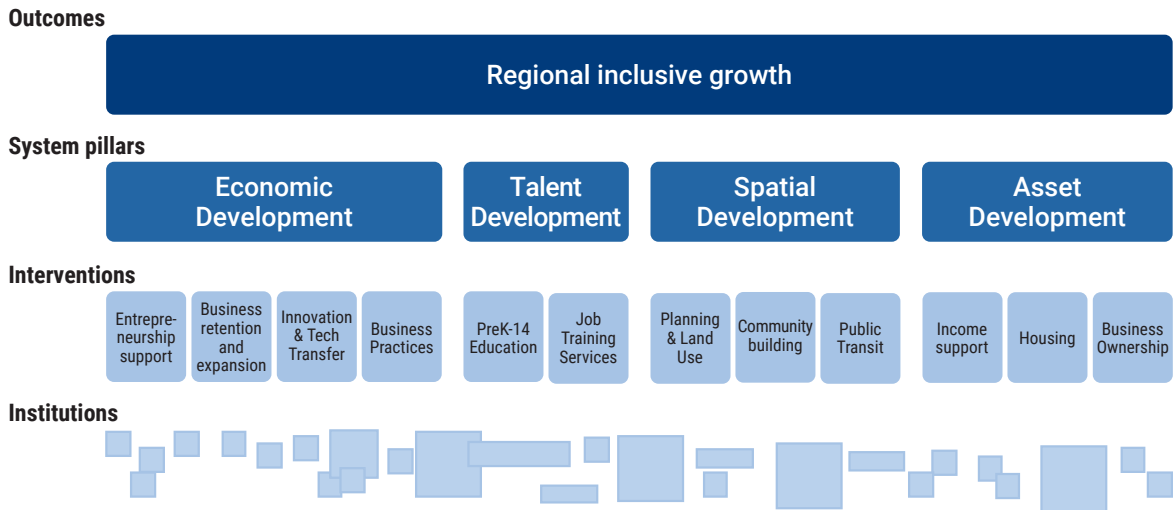 Outcomes
Regional inclusive growth
System pillars
Economic
Development
Talent
Development
Spatial
Development
Asset
Development
Interventions
Entrepre-
neurship
support
Business
retention
and
expansion
Innovation
& Tech
Transfer
Business
Practices
PreK-14
Education
Job
Training
Services
Planning
& Land
Use
Community
building
Public
Transit
Income
support
Housing
Business
Ownership
Institutions